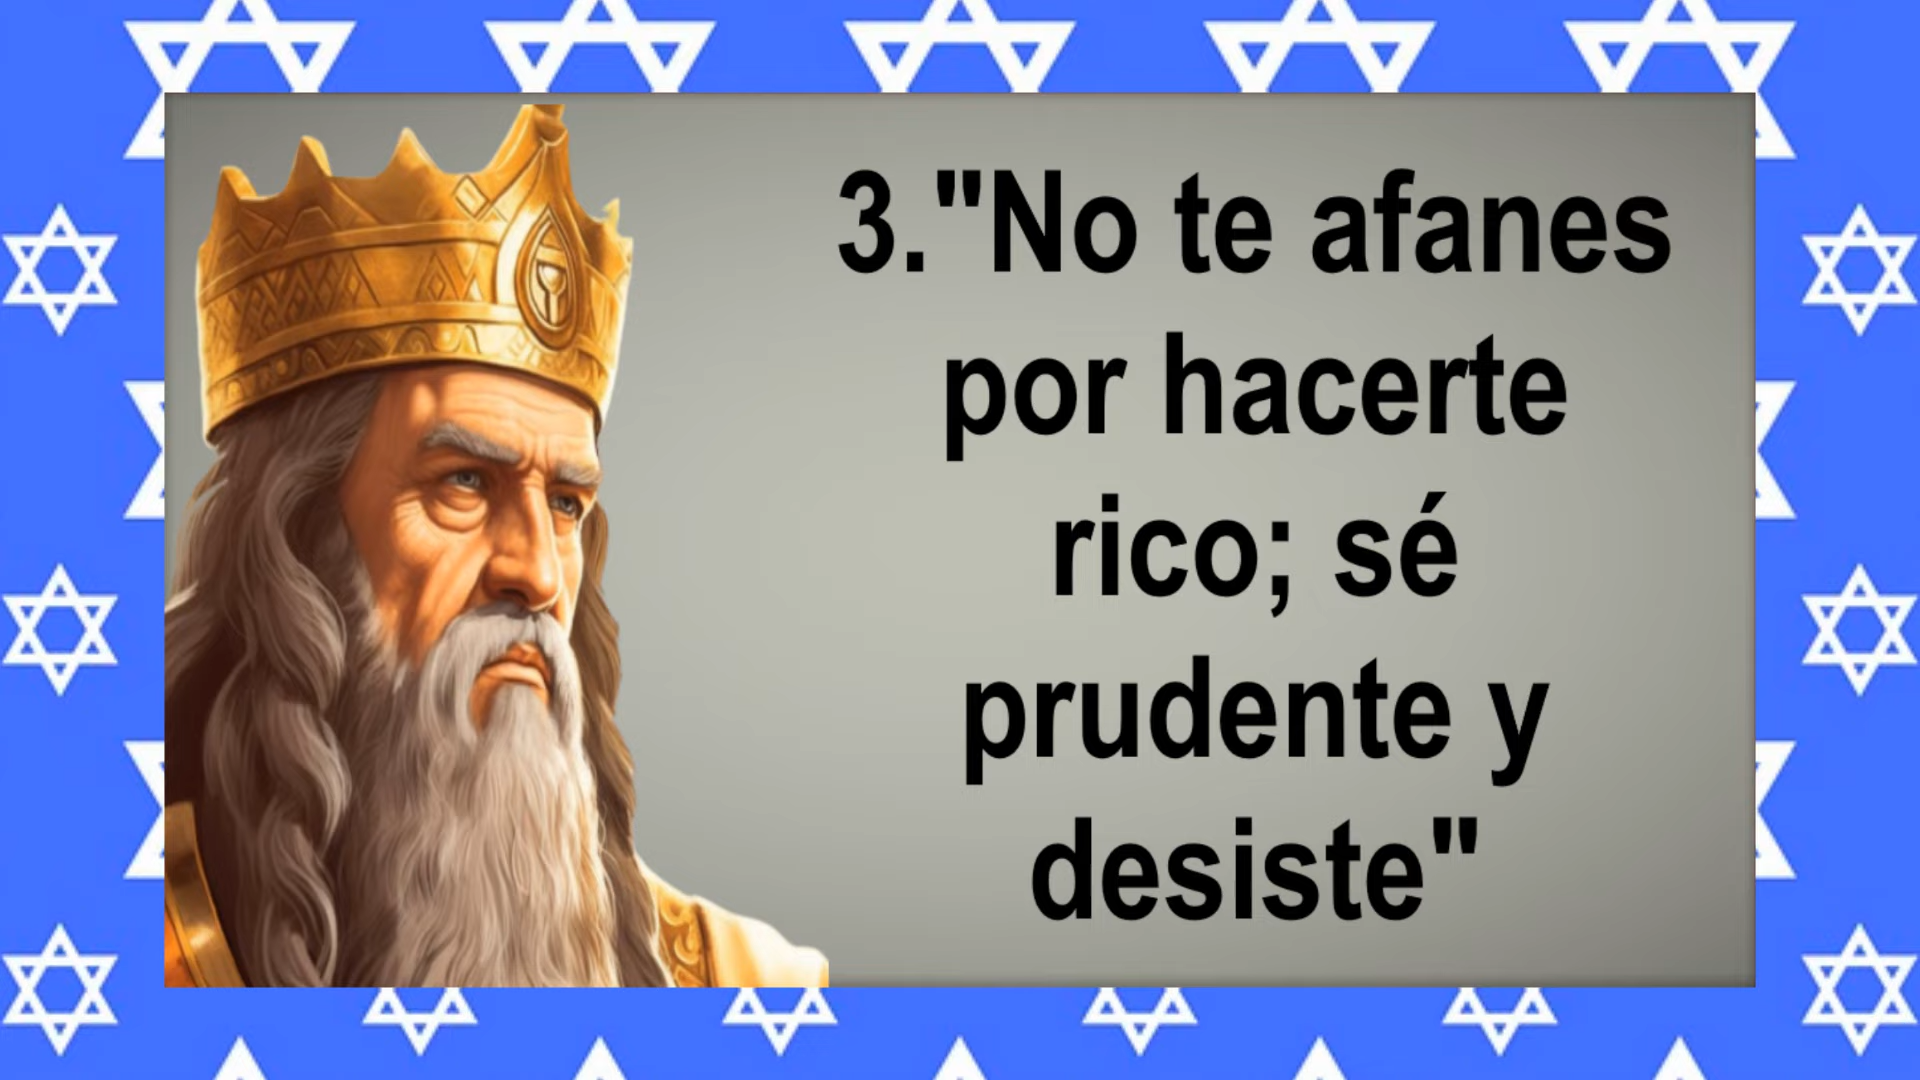 3."No te afanes
por hacerte
rico; sé
prudente y
desiste"